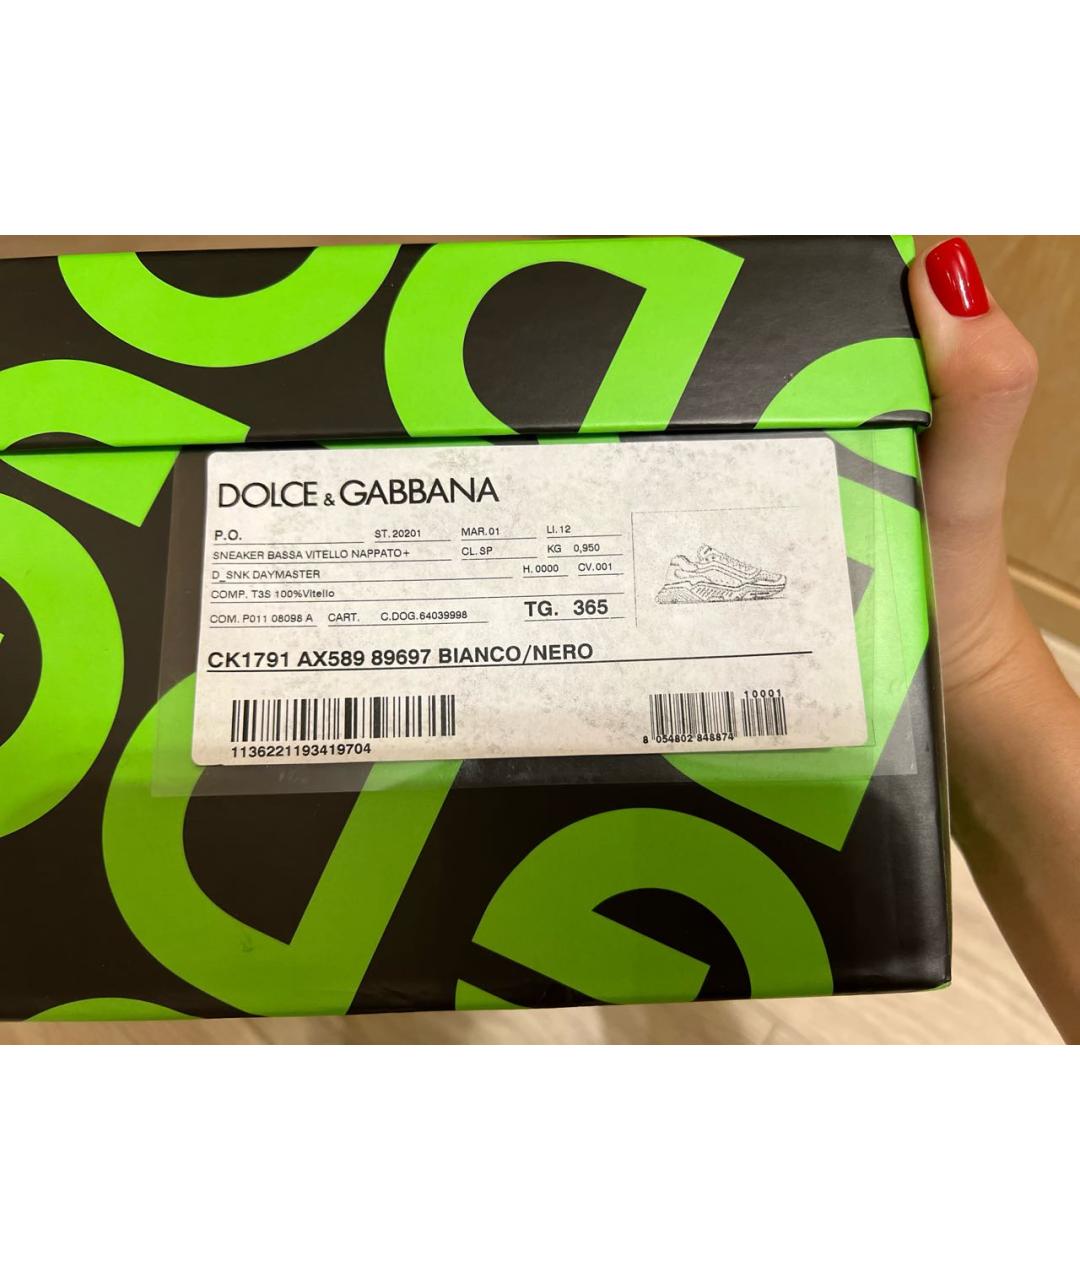 DOLCE & GABBANA
P.O. ST. 20201 MAR. 01 LI. 12
SNEAKER BASSA VITELLO NAPPATO+ CL. SP KG 0,950
D_SNK DAYMASTER H. 0000 CV. 001
COMP. T3S 100%Vitello
COM. P011 08098 A CART. C.DOG. 64039998 TG. 365
CK1791 AX589 89697 BIANCO/NERO
1136221193419704
10001
8 054802 848874